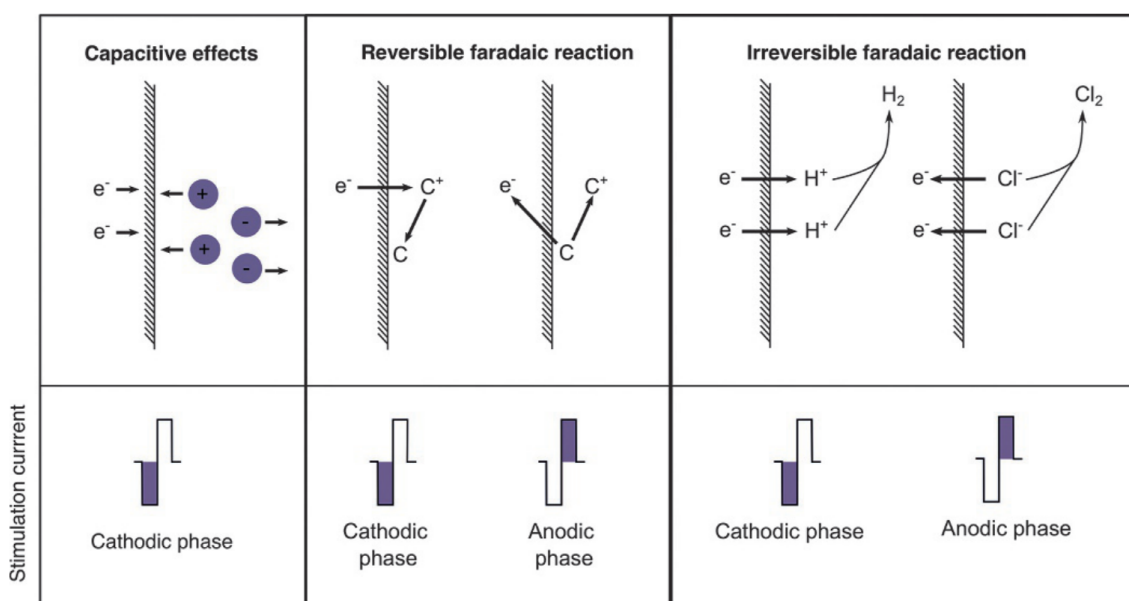 Capacitive effects
e⁻
e⁻
+
-
+
-
Reversible faradaic reaction
e⁻
C⁺
C
e⁻
C⁺
C
Irreversible faradaic reaction
H₂
e⁻ H⁺
e⁻ H⁺
Cl₂
e⁻ Cl⁻
e⁻ Cl⁻
Stimulation currrent
Cathodic phase
Cathodic
phase
Anodic
phase
Cathodic phase
Anodic phase